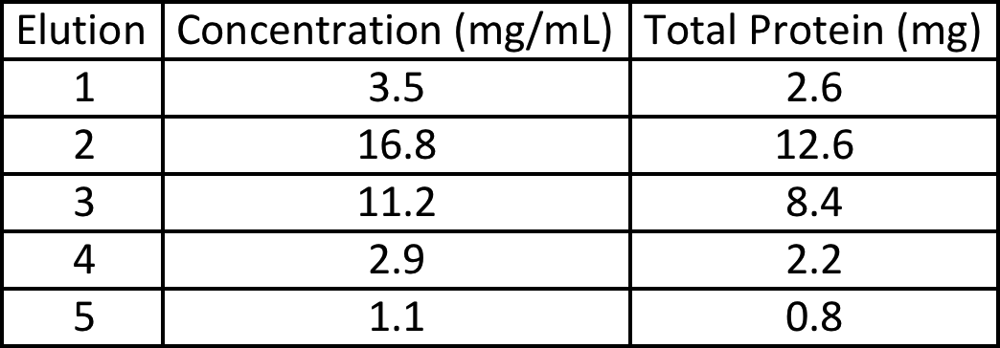 Elution Concentration (mg/mL) Total Protein (mg)
1 3.5 2.6
2 16.8 12.6
3 11.2 8.4
4 2.9 2.2
5 1.1 0.8